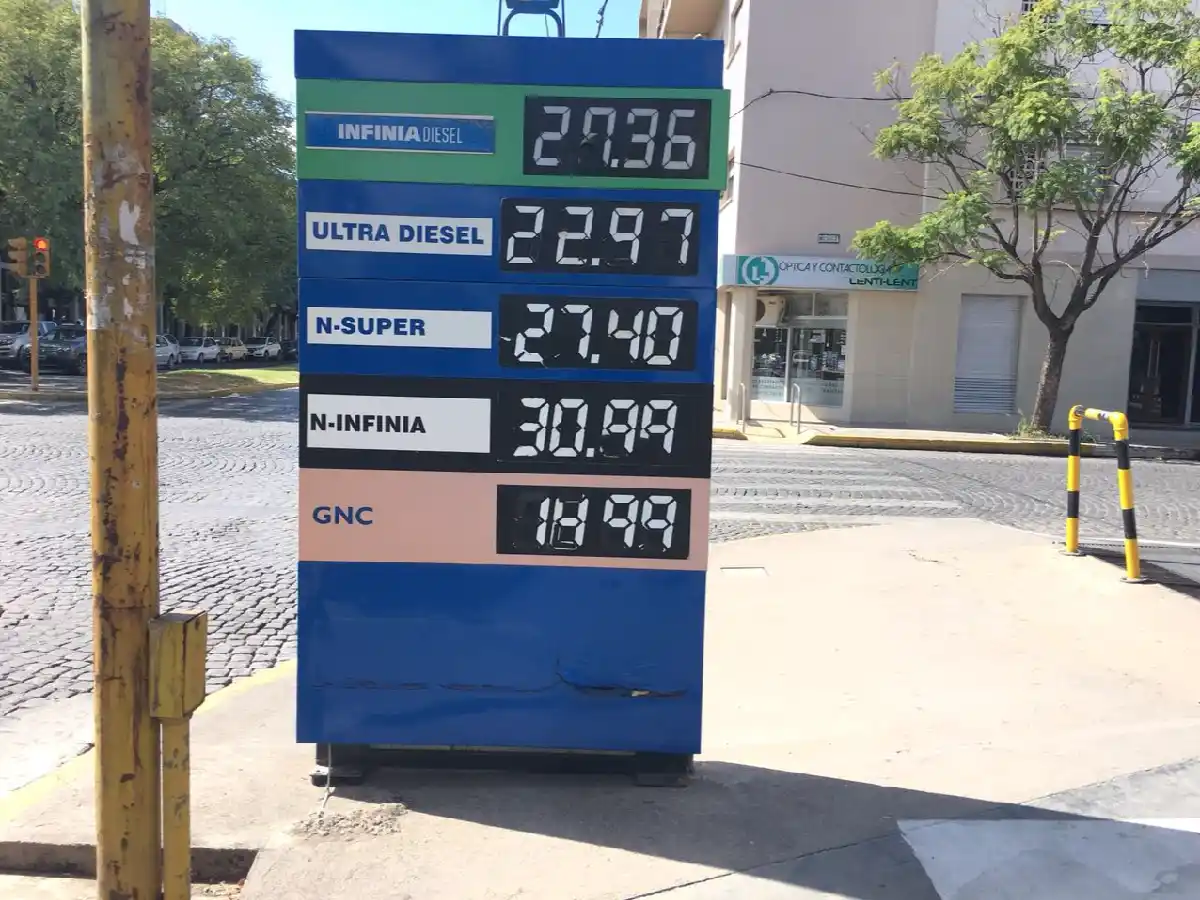 INFINIA DIESEL
27.36
ULTRA DIESEL
22.97
N-SUPER
27.40
N-INFINIA
30.99
GNC
18 99
OPTICA Y CONTACTOLOGIA
LENTI-LENT